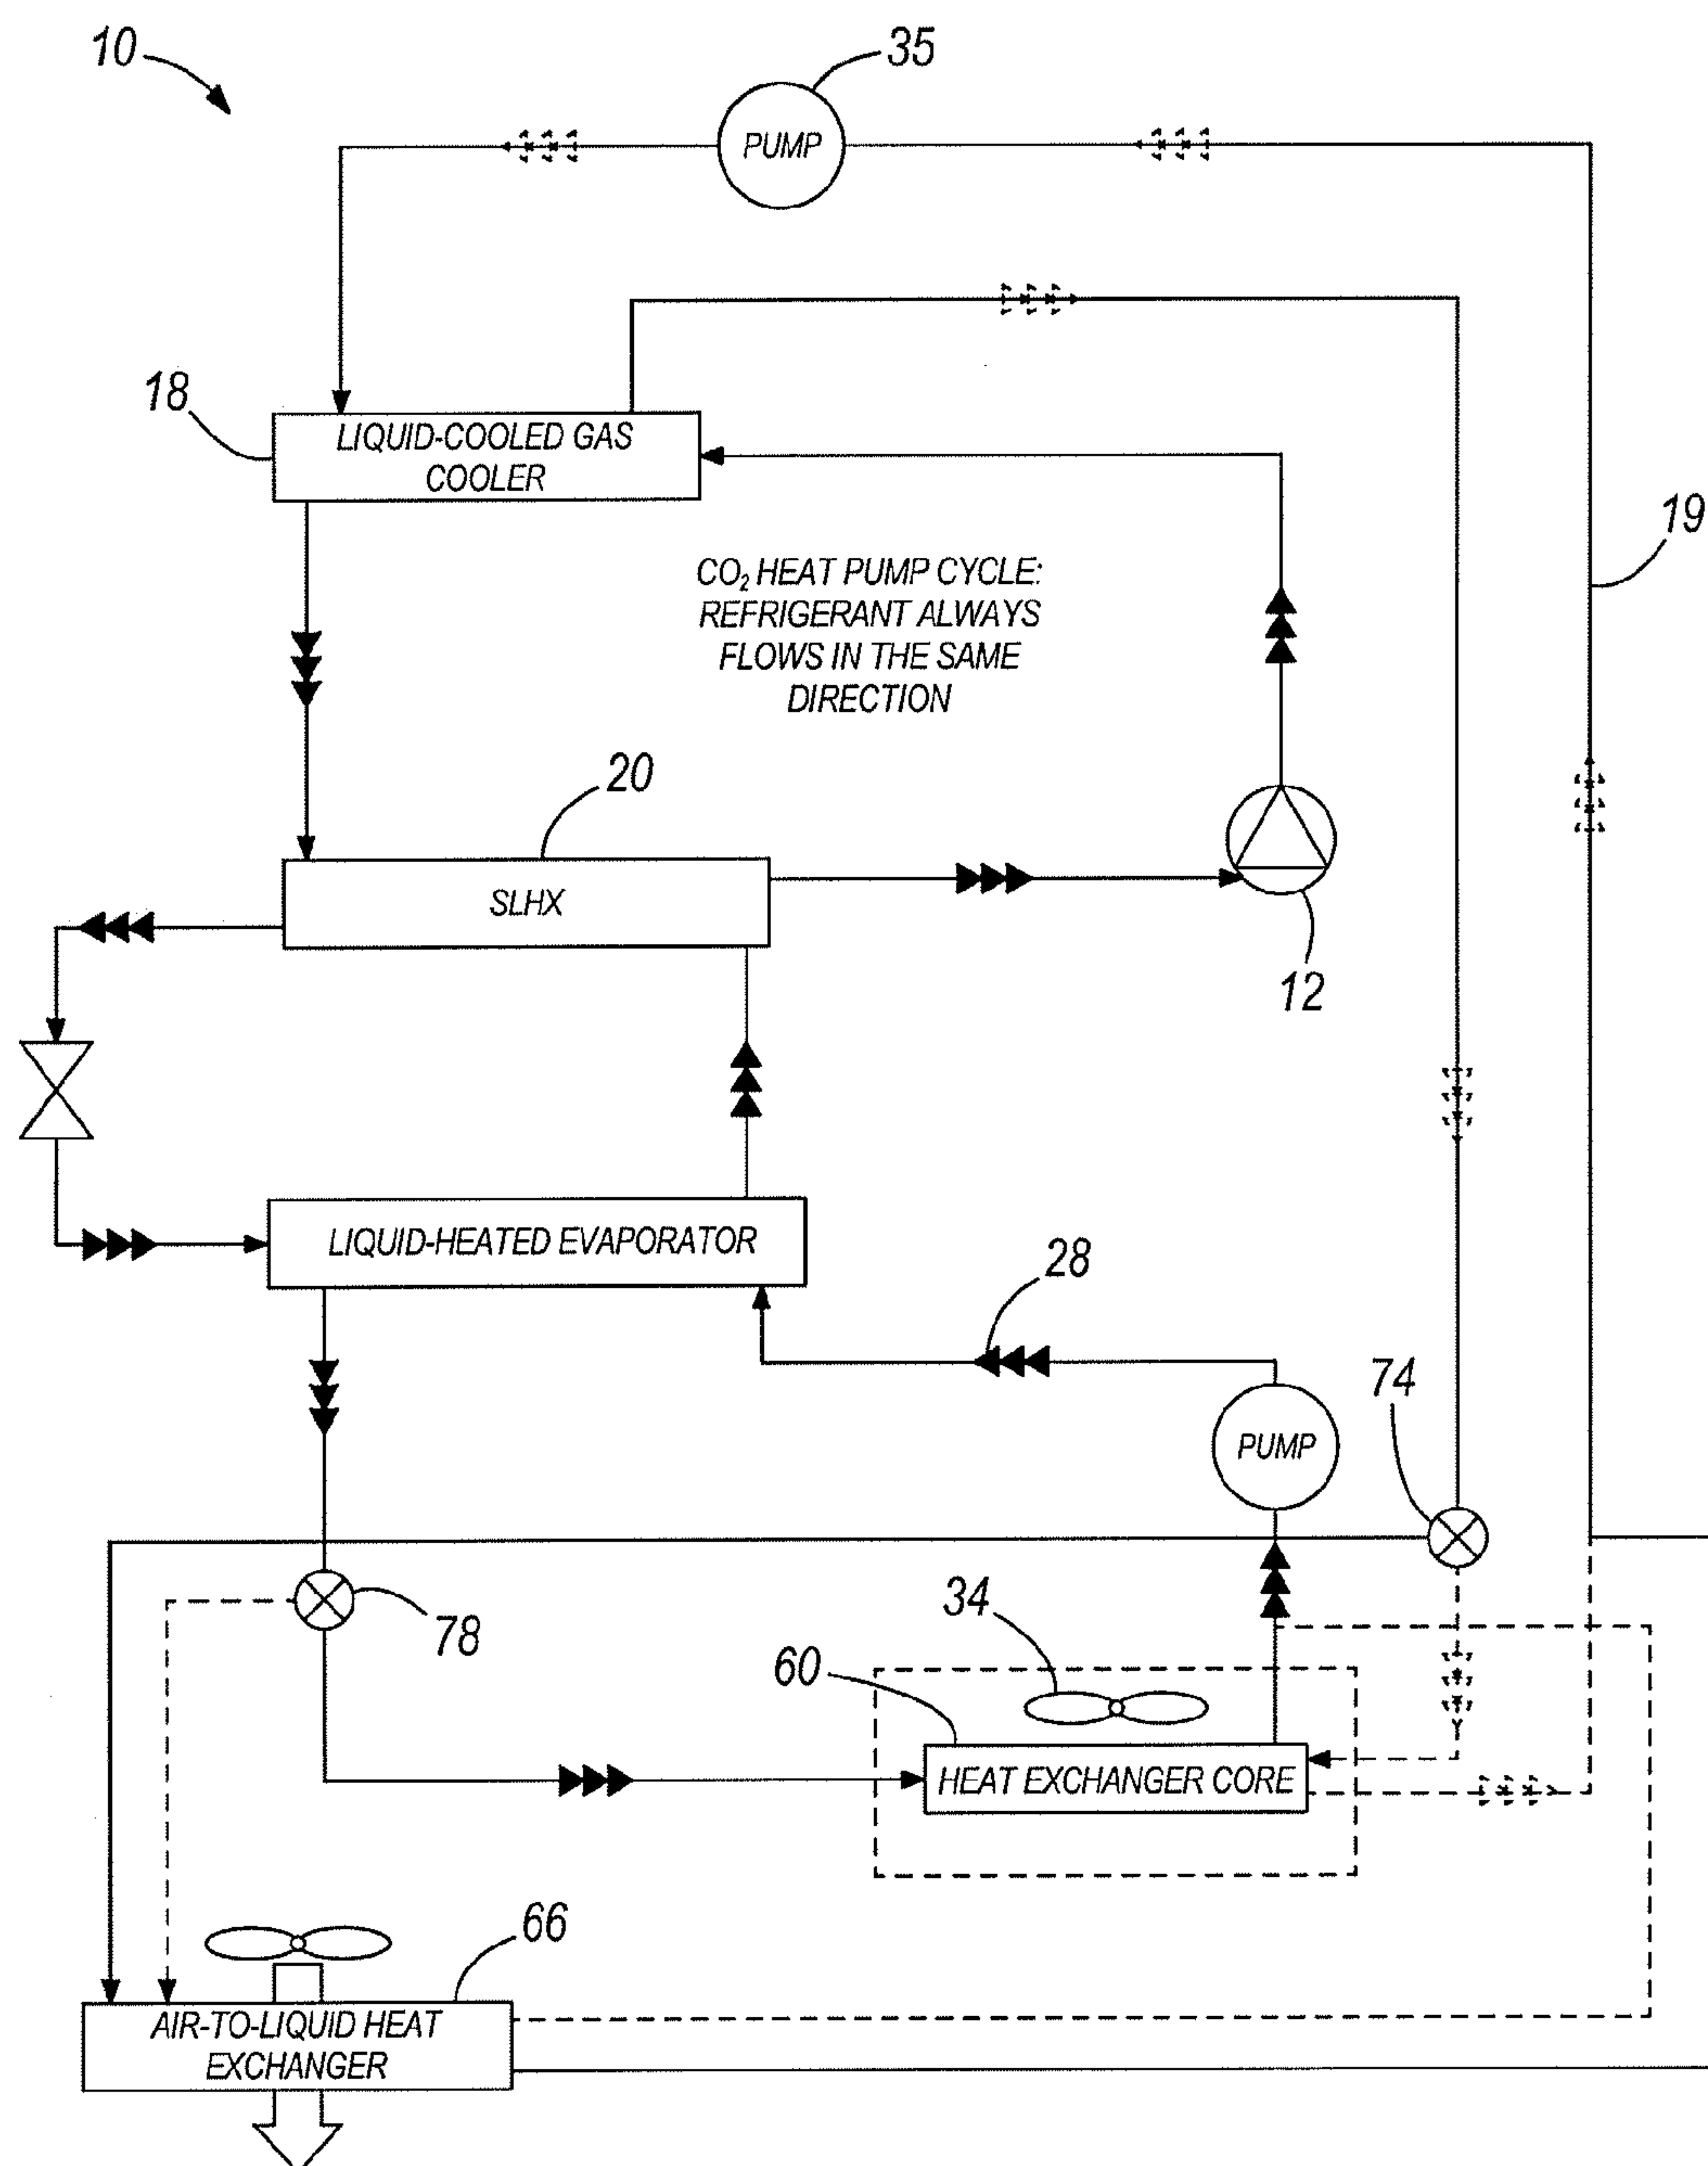 10
35
PUMP
18
LIQUID-COOLED GAS
COOLER
19
CO₂ HEAT PUMP CYCLE:
REFRIGERANT ALWAYS
FLOWS IN THE SAME
DIRECTION
20
SLHX
12
LIQUID-HEATED EVAPORATOR
28
74
PUMP
34
78
60
HEAT EXCHANGER CORE
66
AIR-TO-LIQUID HEAT
EXCHANGER